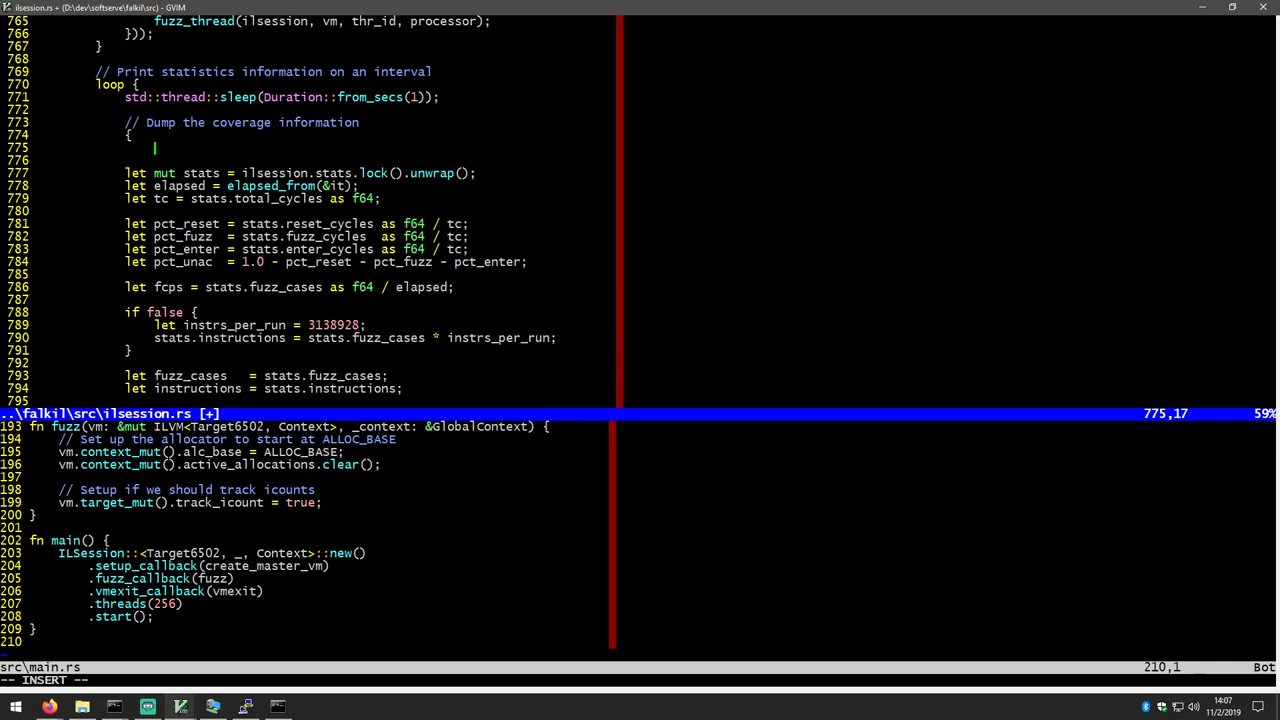 ilsession.rs + (D:\dev\softserve\falkil\src) - GVIM
765 fuzz_thread(ilsession, vm, thr_id, processor);
766 }));
767 }
768
769 // Print statistics information on an interval
770 loop {
771 std::thread::sleep(Duration::from_secs(1));
772
773 // Dump the coverage information
774 {
775
776
777 let mut stats = ilsession.stats.lock().unwrap();
778 let elapsed = elapsed_from(&it);
779 let tc = stats.total_cycles as f64;
780
781 let pct_reset = stats.reset_cycles as f64 / tc;
782 let pct_fuzz = stats.fuzz_cycles  as f64 / tc;
783 let pct_enter = stats.enter_cycles as f64 / tc;
784 let pct_unac  = 1.0 - pct_reset - pct_fuzz - pct_enter;
785
786 let fcps = stats.fuzz_cases as f64 / elapsed;
787
788 if false {
789 let instrs_per_run = 3138928;
790 stats.instructions = stats.fuzz_cases * instrs_per_run;
791 }
792
793 let fuzz_cases   = stats.fuzz_cases;
794 let instructions = stats.instructions;
795
..\falkil\src\ilsession.rs [+] 775,17 59%
193 fn fuzz(vm: &mut ILVM<Target6502, Context>, _context: &GlobalContext) {
194 // Set up the allocator to start at ALLOC_BASE
195 vm.context_mut().alc_base = ALLOC_BASE;
196 vm.context_mut().active_allocations.clear();
197
198 // Setup if we should track icounts
199 vm.target_mut().track_icount = true;
200 }
201
202 fn main() {
203 ILSession::<Target6502, _, Context>::new()
204 .setup_callback(create_master_vm)
205 .fuzz_callback(fuzz)
206 .vmexit_callback(vmexit)
207 .threads(256)
208 .start();
209 }
210
~
src\main.rs 210,1 Bot
-- INSERT --
14:07
11/2/2019